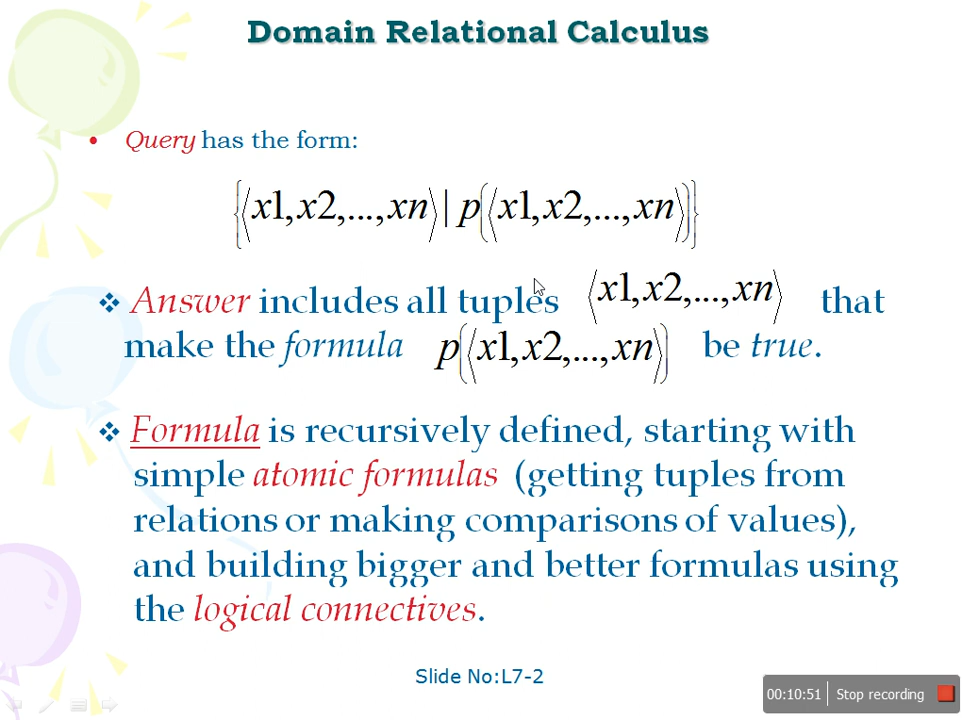 Domain Relational Calculus
• Query has the form:
{⟨x1,x2,...,xn⟩ | p(⟨x1,x2,...,xn⟩)}
❖ Answer includes all tuples ⟨x1,x2,...,xn⟩ that
make the formula p(⟨x1,x2,...,xn⟩) be true.
❖ Formula is recursively defined, starting with
simple atomic formulas (getting tuples from
relations or making comparisons of values),
and building bigger and better formulas using
the logical connectives.
Slide No:L7-2
00:10:51 Stop recording